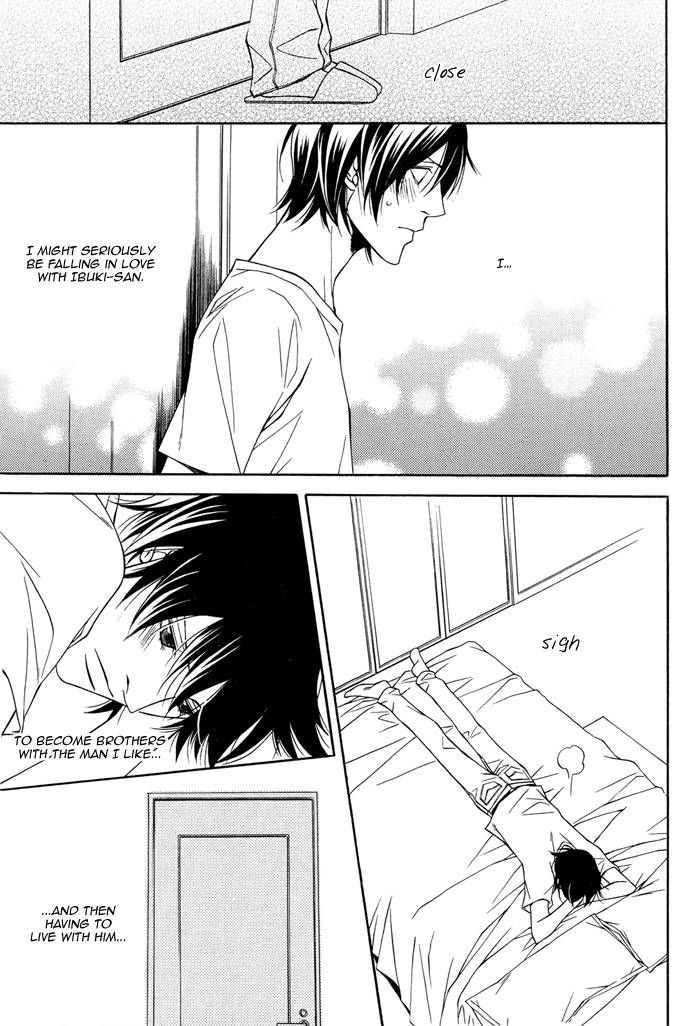 close
I...
I MIGHT SERIOUSLY
BE FALLING IN LOVE
WITH IBUKI-SAN.
sigh
TO BECOME BROTHERS
WITH THE MAN I LIKE...
...AND THEN
HAVING TO
LIVE WITH HIM...